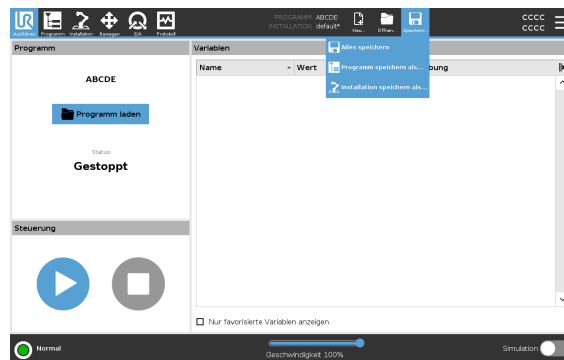 UR
Ausführen Programm Installation Bewegen E/A Protokoll
PROGRAMM ABCDE
INSTALLATION default*
Neu... Öffnen... Speichern...
CCCC
CCCC
Programm
Variablen
Alles speichern
Programm speichern als...
Installation speichern als...
Name Wert bung
ABCDE
Programm laden
Status
Gestoppt
Steuerung
Nur favorisierte Variablen anzeigen
Normal
Geschwindigkeit 100%
Simulation